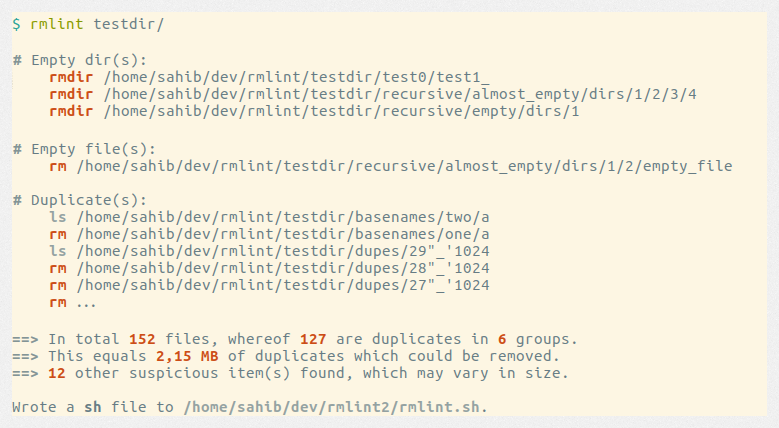 $ rmlint testdir/
# Empty dir(s):
rmdir /home/sahib/dev/rmlint/testdir/test0/test1_
rmdir /home/sahib/dev/rmlint/testdir/recursive/almost_empty/dirs/1/2/3/4
rmdir /home/sahib/dev/rmlint/testdir/recursive/empty/dirs/1
# Empty file(s):
rm /home/sahib/dev/rmlint/testdir/recursive/almost_empty/dirs/1/2/empty_file
# Duplicate(s):
ls /home/sahib/dev/rmlint/testdir/basenames/two/a
rm /home/sahib/dev/rmlint/testdir/basenames/one/a
ls /home/sahib/dev/rmlint/testdir/dupes/29"_'1024
rm /home/sahib/dev/rmlint/testdir/dupes/28"_'1024
rm /home/sahib/dev/rmlint/testdir/dupes/27"_'1024
rm ...
==> In total 152 files, whereof 127 are duplicates in 6 groups.
==> This equals 2,15 MB of duplicates which could be removed.
==> 12 other suspicious item(s) found, which may vary in size.
Wrote a sh file to /home/sahib/dev/rmlint2/rmlint.sh.